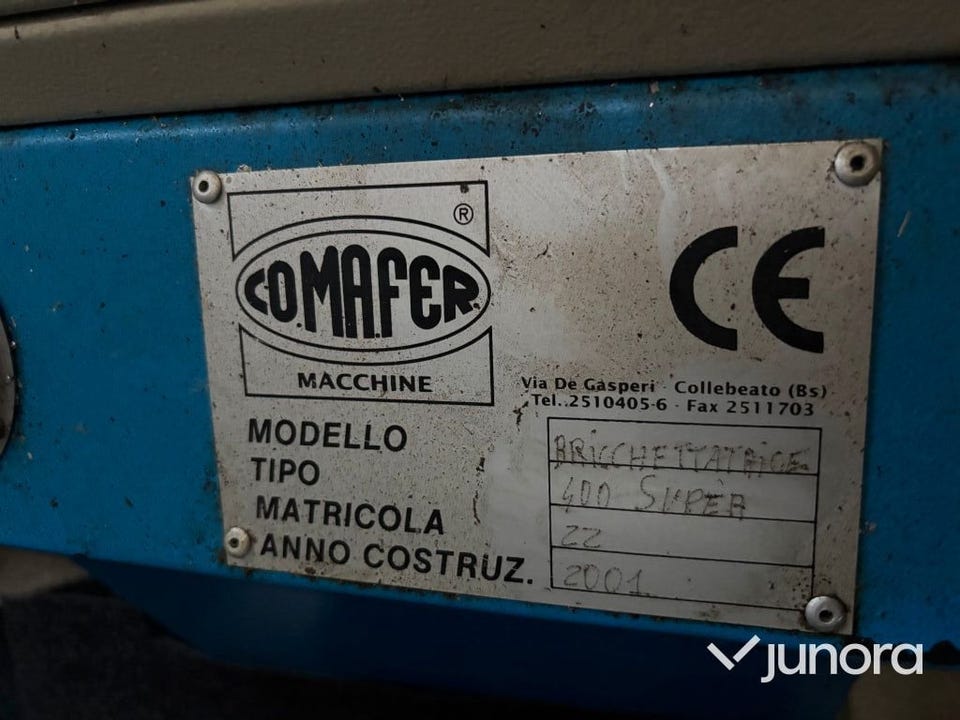 ®
CO.MA.FER.
MACCHINE
CE
Via De Gasperi - Collebeato (Bs)
Tel..2510405-6 - Fax 2511703
MODELLO BRICCHETTATRICE
TIPO 400 SUPER
MATRICOLA 22
ANNO COSTRUZ. 2001
junora